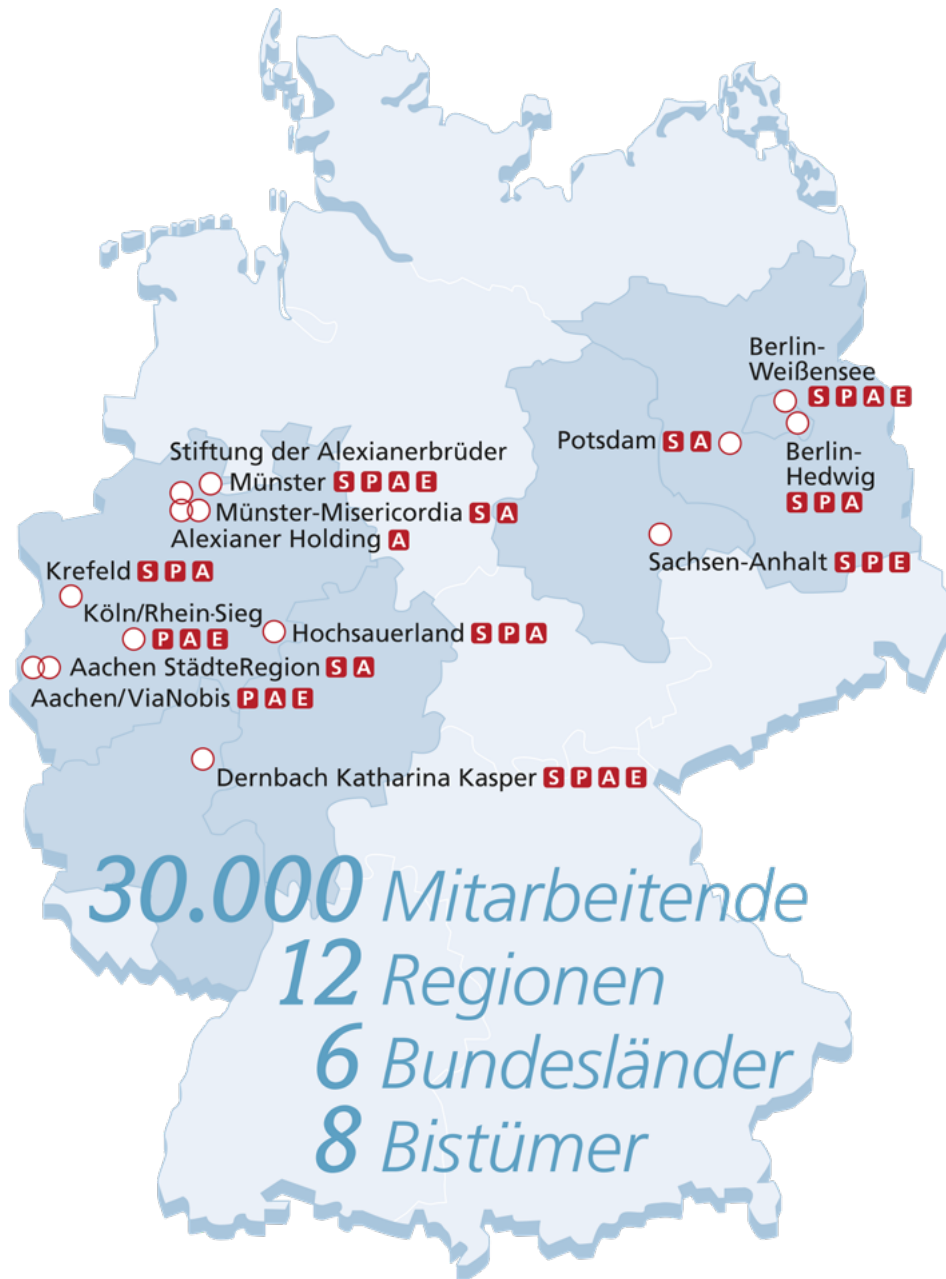 Berlin-
Weißensee
S P A E
Potsdam S A
Berlin-
Hedwig
S P A
Sachsen-Anhalt S P E
Stiftung der Alexianerbrüder
Münster S P A E
Münster-Misericordia S A
Alexianer Holding A
Krefeld S P A
Köln/Rhein-Sieg
P A E
Hochsauerland S P A
Aachen StädteRegion S A
Aachen/ViaNobis P A E
Dernbach Katharina Kasper S P A E
30.000 Mitarbeitende
12 Regionen
6 Bundesländer
8 Bistümer